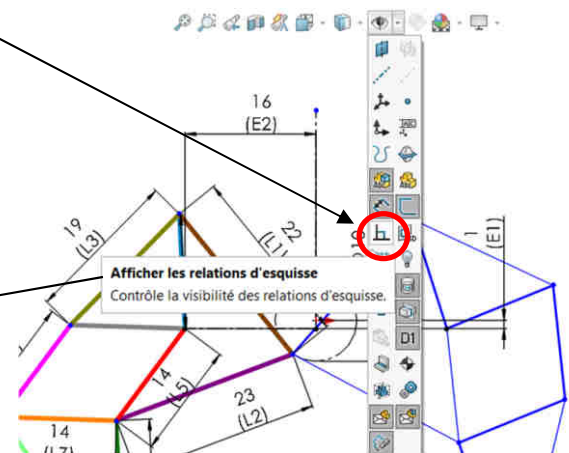 16
(E2)
19
(L3)
22
(L1)
1
(E1)
Afficher les relations d'esquisse
Contrôle la visibilité des relations d'esquisse.
D1
14
(L5)
23
(L2)
14